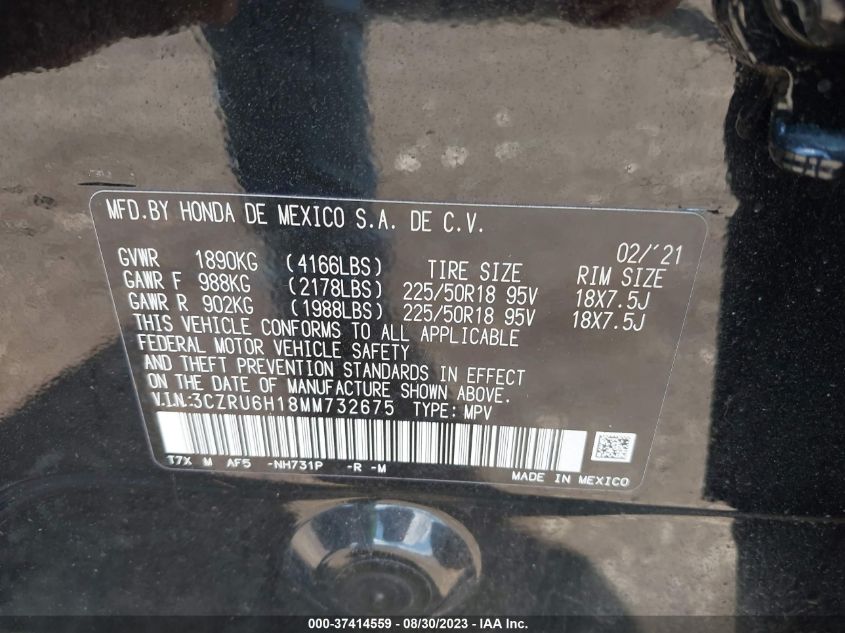 MFD.BY HONDA DE MEXICO S.A. DE C.V.
02/'21
GVWR 1890KG (4166LBS) TIRE SIZE RIM SIZE
GAWR F 988KG (2178LBS) 225/50R18 95V 18X7.5J
GAWR R 902KG (1988LBS) 225/50R18 95V 18X7.5J
THIS VEHICLE CONFORMS TO ALL APPLICABLE
FEDERAL MOTOR VEHICLE SAFETY
AND THEFT PREVENTION STANDARDS IN EFFECT
ON THE DATE OF MANUFACTURE SHOWN ABOVE.
V.I.N:3CZRU6H18MM732675 TYPE: MPV
T7X M AF5 -NH731P -R -M
MADE IN MEXICO
000-37414559 — 08/30/2023 — IAA Inc.